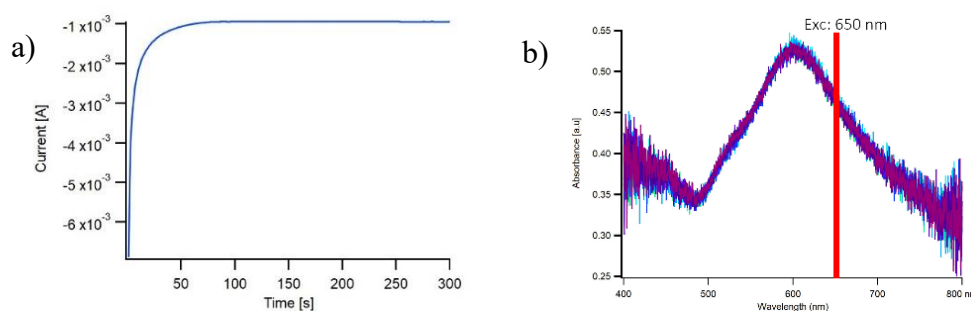 a)
-1 x10⁻³
-2 x10⁻³
-3 x10⁻³
-4 x10⁻³
-5 x10⁻³
-6 x10⁻³
Current [A]
50 100 150 200 250 300
Time [s]
b)
Exc: 650 nm
0.55
0.50
0.45
0.40
0.35
0.30
0.25
Absorbance [a.u]
400 500 600 700 800 nm
Wavelength (nm)